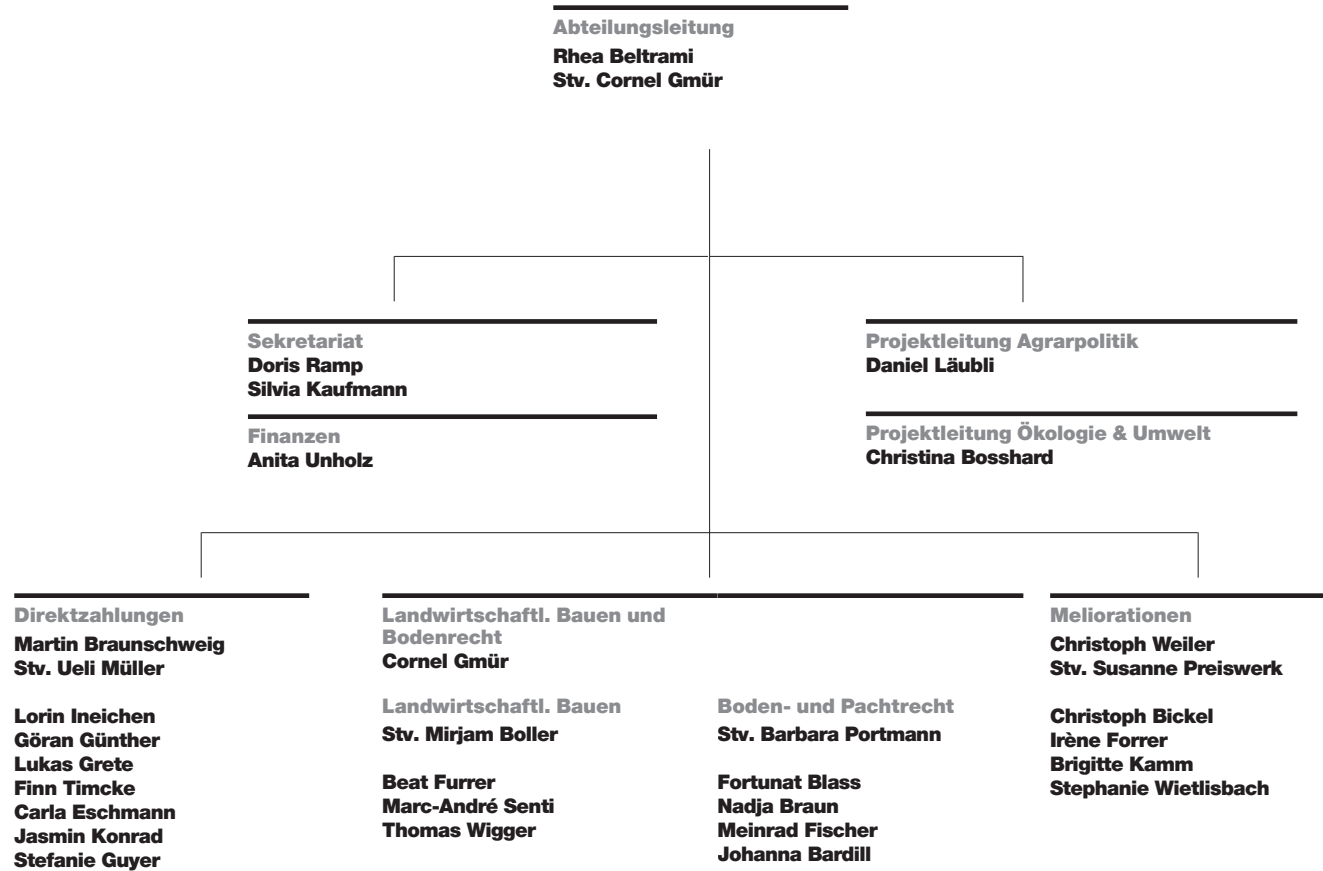 Abteilungsleitung
Rhea Beltrami
Stv. Cornel Gmür
Sekretariat
Doris Ramp
Silvia Kaufmann
Finanzen
Anita Unholz
Projektleitung Agrarpolitik
Daniel Läubli
Projektleitung Ökologie & Umwelt
Christina Bosshard
Direktzahlungen
Martin Braunschweig
Stv. Ueli Müller
Lorin Ineichen
Göran Günther
Lukas Grete
Finn Timcke
Carla Eschmann
Jasmin Konrad
Stefanie Guyer
Landwirtschaftl. Bauen und
Bodenrecht
Cornel Gmür
Landwirtschaftl. Bauen
Stv. Mirjam Boller
Beat Furrer
Marc-André Senti
Thomas Wigger
Boden- und Pachtrecht
Stv. Barbara Portmann
Fortunat Blass
Nadja Braun
Meinrad Fischer
Johanna Bardill
Meliorationen
Christoph Weiler
Stv. Susanne Preiswerk
Christoph Bickel
Irène Forrer
Brigitte Kamm
Stephanie Wietlisbach